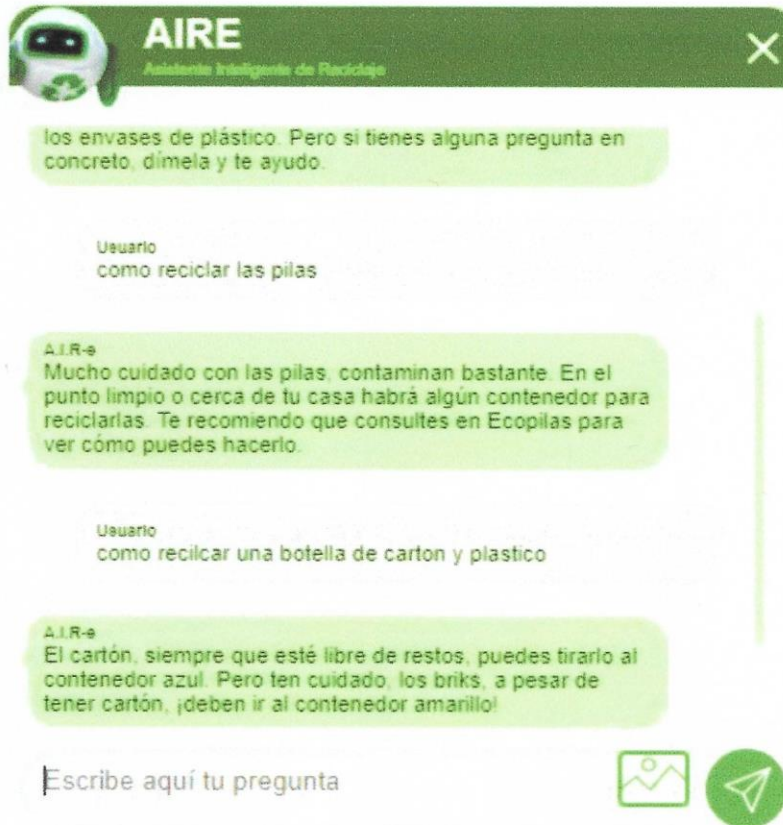 AIRE
Asistente Inteligente de Reciclaje
los envases de plástico. Pero si tienes alguna pregunta en
concreto, dímela y te ayudo.
Usuario
como reciclar las pilas
A.I.R-e
Mucho cuidado con las pilas, contaminan bastante. En el
punto limpio o cerca de tu casa habrá algún contenedor para
reciclarlas. Te recomiendo que consultes en Ecopilas para
ver cómo puedes hacerlo.
Usuario
como recilcar una botella de carton y plastico
A.I.R-e
El cartón, siempre que esté libre de restos, puedes tirarlo al
contenedor azul. Pero ten cuidado, los briks, a pesar de
tener cartón, ¡deben ir al contenedor amarillo!
Escribe aquí tu pregunta